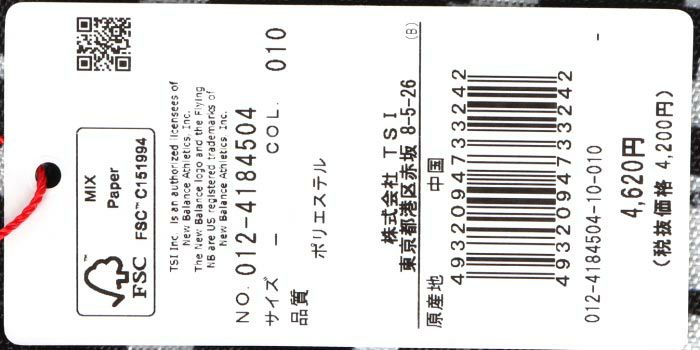 MIX
Paper
FSC™ C151994
FSC
TSI Inc. is an authorized licensees of
New Balance Athletics, Inc.
The New Balance logo and the Flying
NB are US registered trademarks of
New Balance Athletics, Inc.
NO. 012-4184504
サイズ - COL. 010
品質
ポリエステル
株式会社 TSI
東京都港区赤坂 8-5-26
(B)
原産地 中国
4932094733242
4932094733242
012-4184504-10-010
-
4,620円
(税抜価格 4,200円)